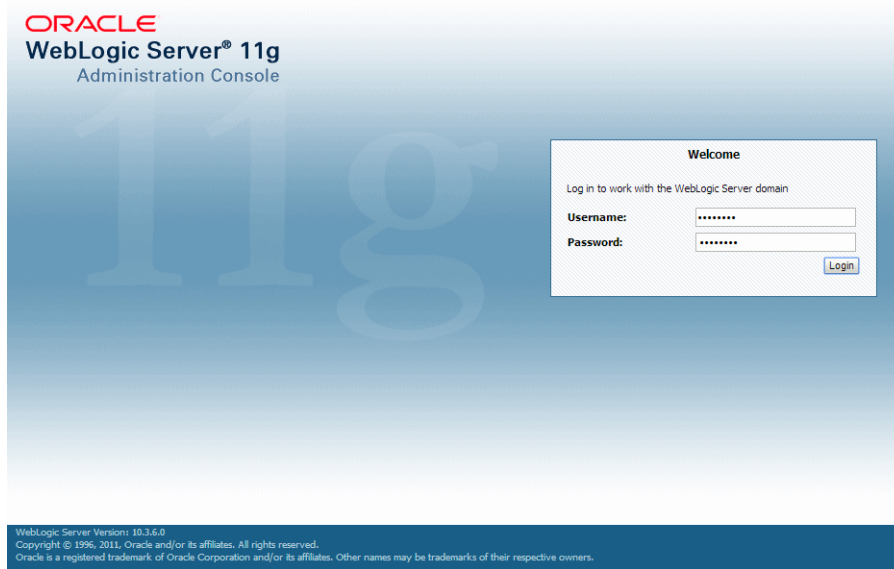 ORACLE
WebLogic Server® 11g
Administration Console
11g
Welcome
Log in to work with the WebLogic Server domain
Username: ••••••••
Password: ••••••••
Login
WebLogic Server Version: 10.3.6.0
Copyright © 1996, 2011, Oracle and/or its affiliates. All rights reserved.
Oracle is a registered trademark of Oracle Corporation and/or its affiliates. Other names may be trademarks of their respective owners.